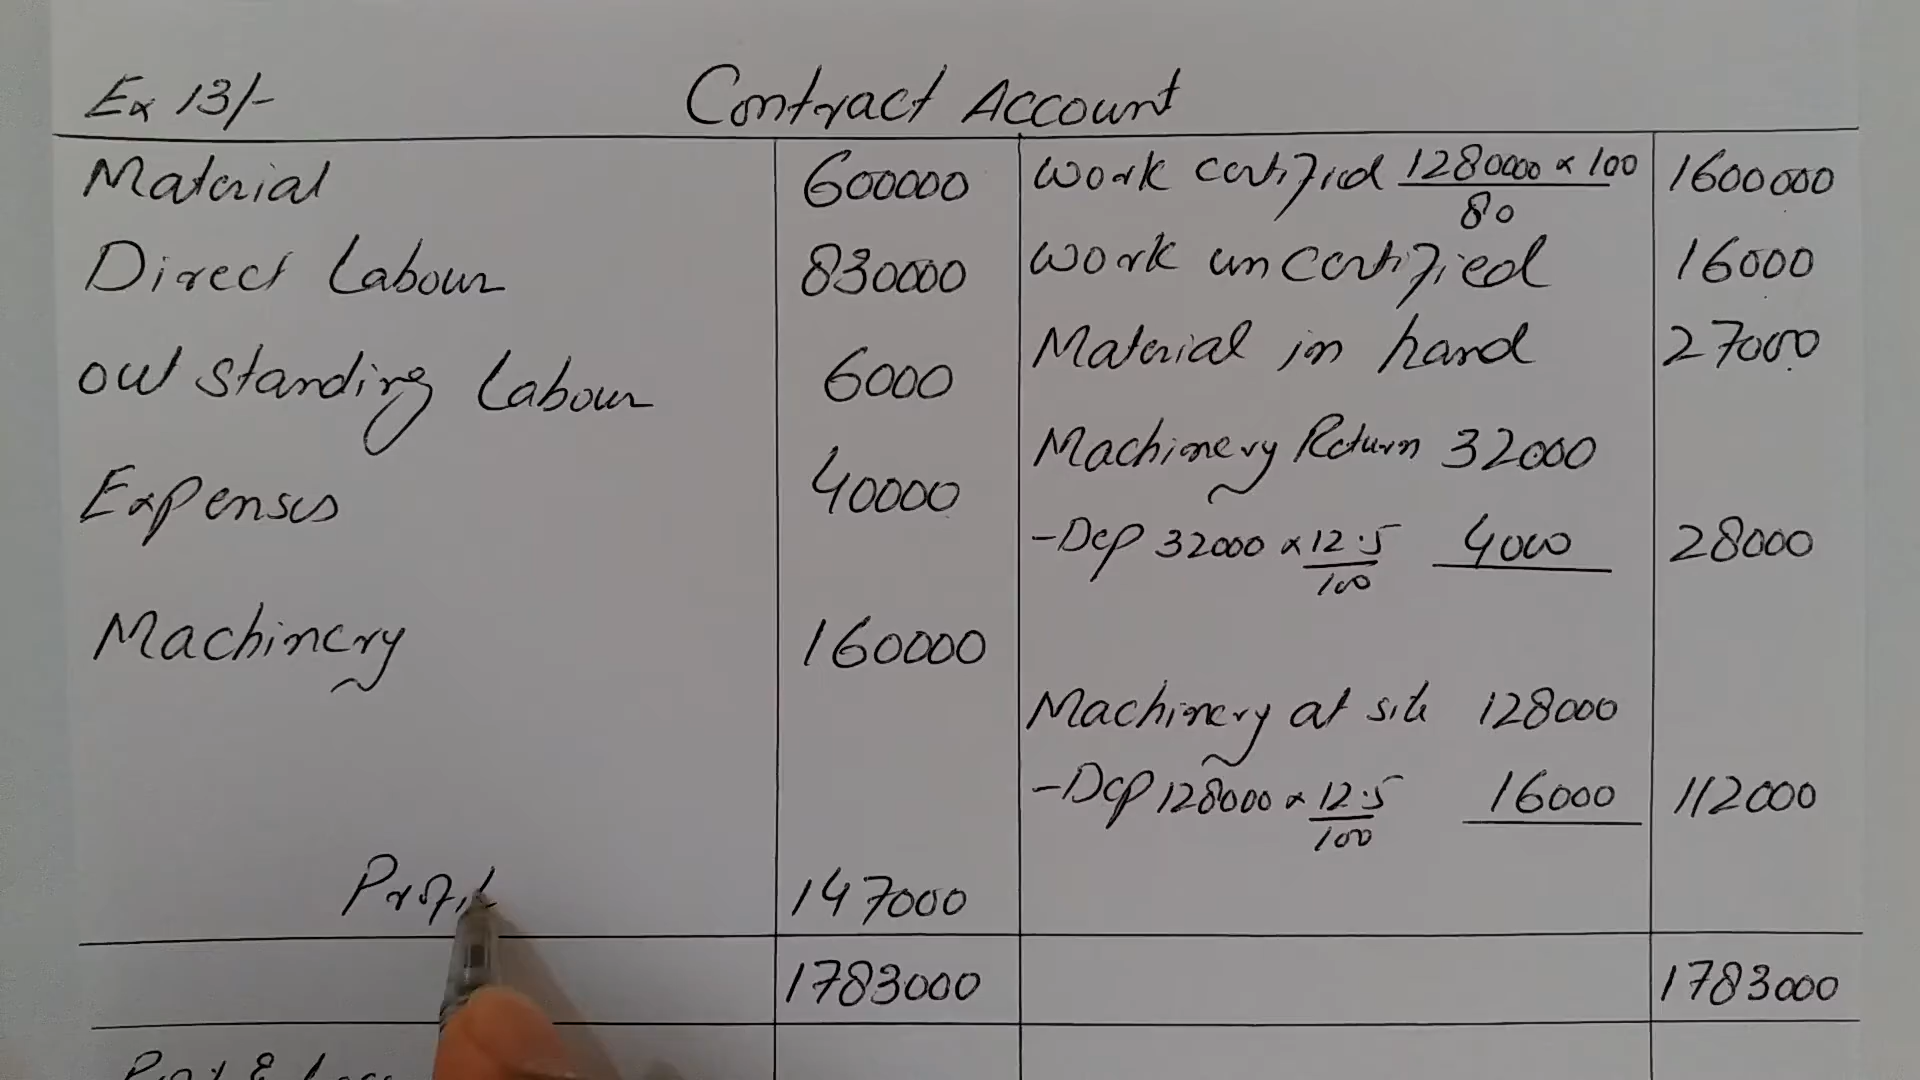 Ex 13/-
Contract Account
Material 600000
Direct Labour 830000
Outstanding Labour 6000
Expenses 40000
Machinery 160000
Profit 147000
1783000
Work certified 1280000 x 100 1600000
80
Work uncertified 16000
Material in hand 27000
Machinery Return 32000
-Dep 32000 x 12.5 4000 28000
100
Machinery at site 128000
-Dep 128000 x 12.5 16000 112000
100
1783000